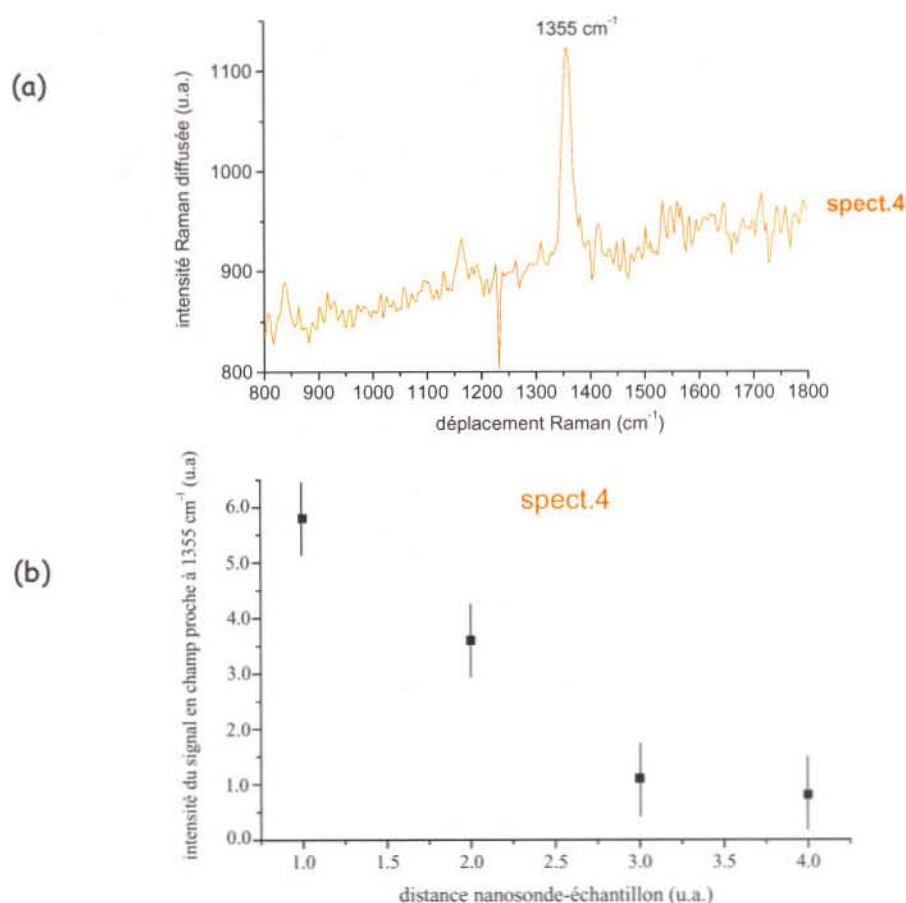 (a)
intensité Raman diffusée (u.a.)
1355 cm⁻¹
1100
1000
900
800
spect.4
800 900 1000 1100 1200 1300 1400 1500 1600 1700 1800
déplacement Raman (cm⁻¹)
(b)
intensité du signal en champ proche à 1355 cm⁻¹ (u.a)
spect.4
6.0
5.0
4.0
3.0
2.0
1.0
0.0
1.0 1.5 2.0 2.5 3.0 3.5 4.0
distance nanosonde-échantillon (u.a.)